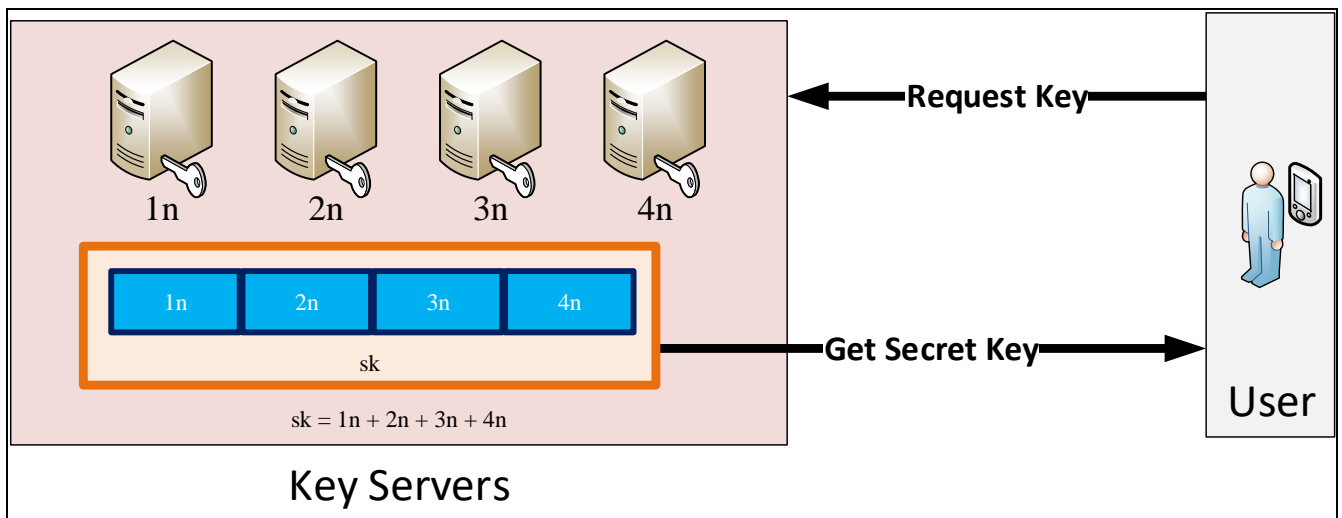 Request Key
1n 2n 3n 4n
1n 2n 3n 4n
sk
Get Secret Key
sk = 1n + 2n + 3n + 4n
User
Key Servers